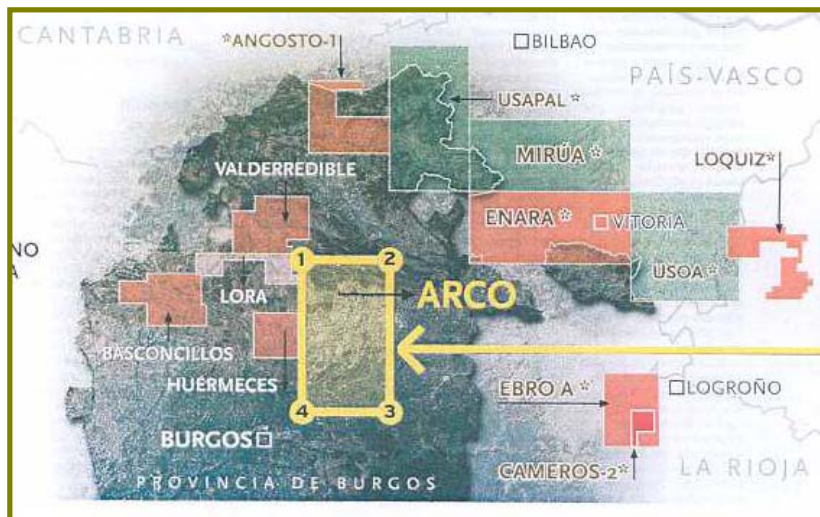 CANTABRIA
*ANGOSTO-1
BILBAO
PAÍS-VASCO
USAPAL *
MIRÚA *
LOQUIZ*
VALDERREDIBLE
ENARA *
VITORIA
NO
A
1
2
USOA *
LORA
ARCO
BASCONCILLOS
HUÉRMECES
EBRO A *
LOGROÑO
4
3
BURGOS
CAMEROS-2*
LA RIOJA
PROVINCIA DE BURGOS